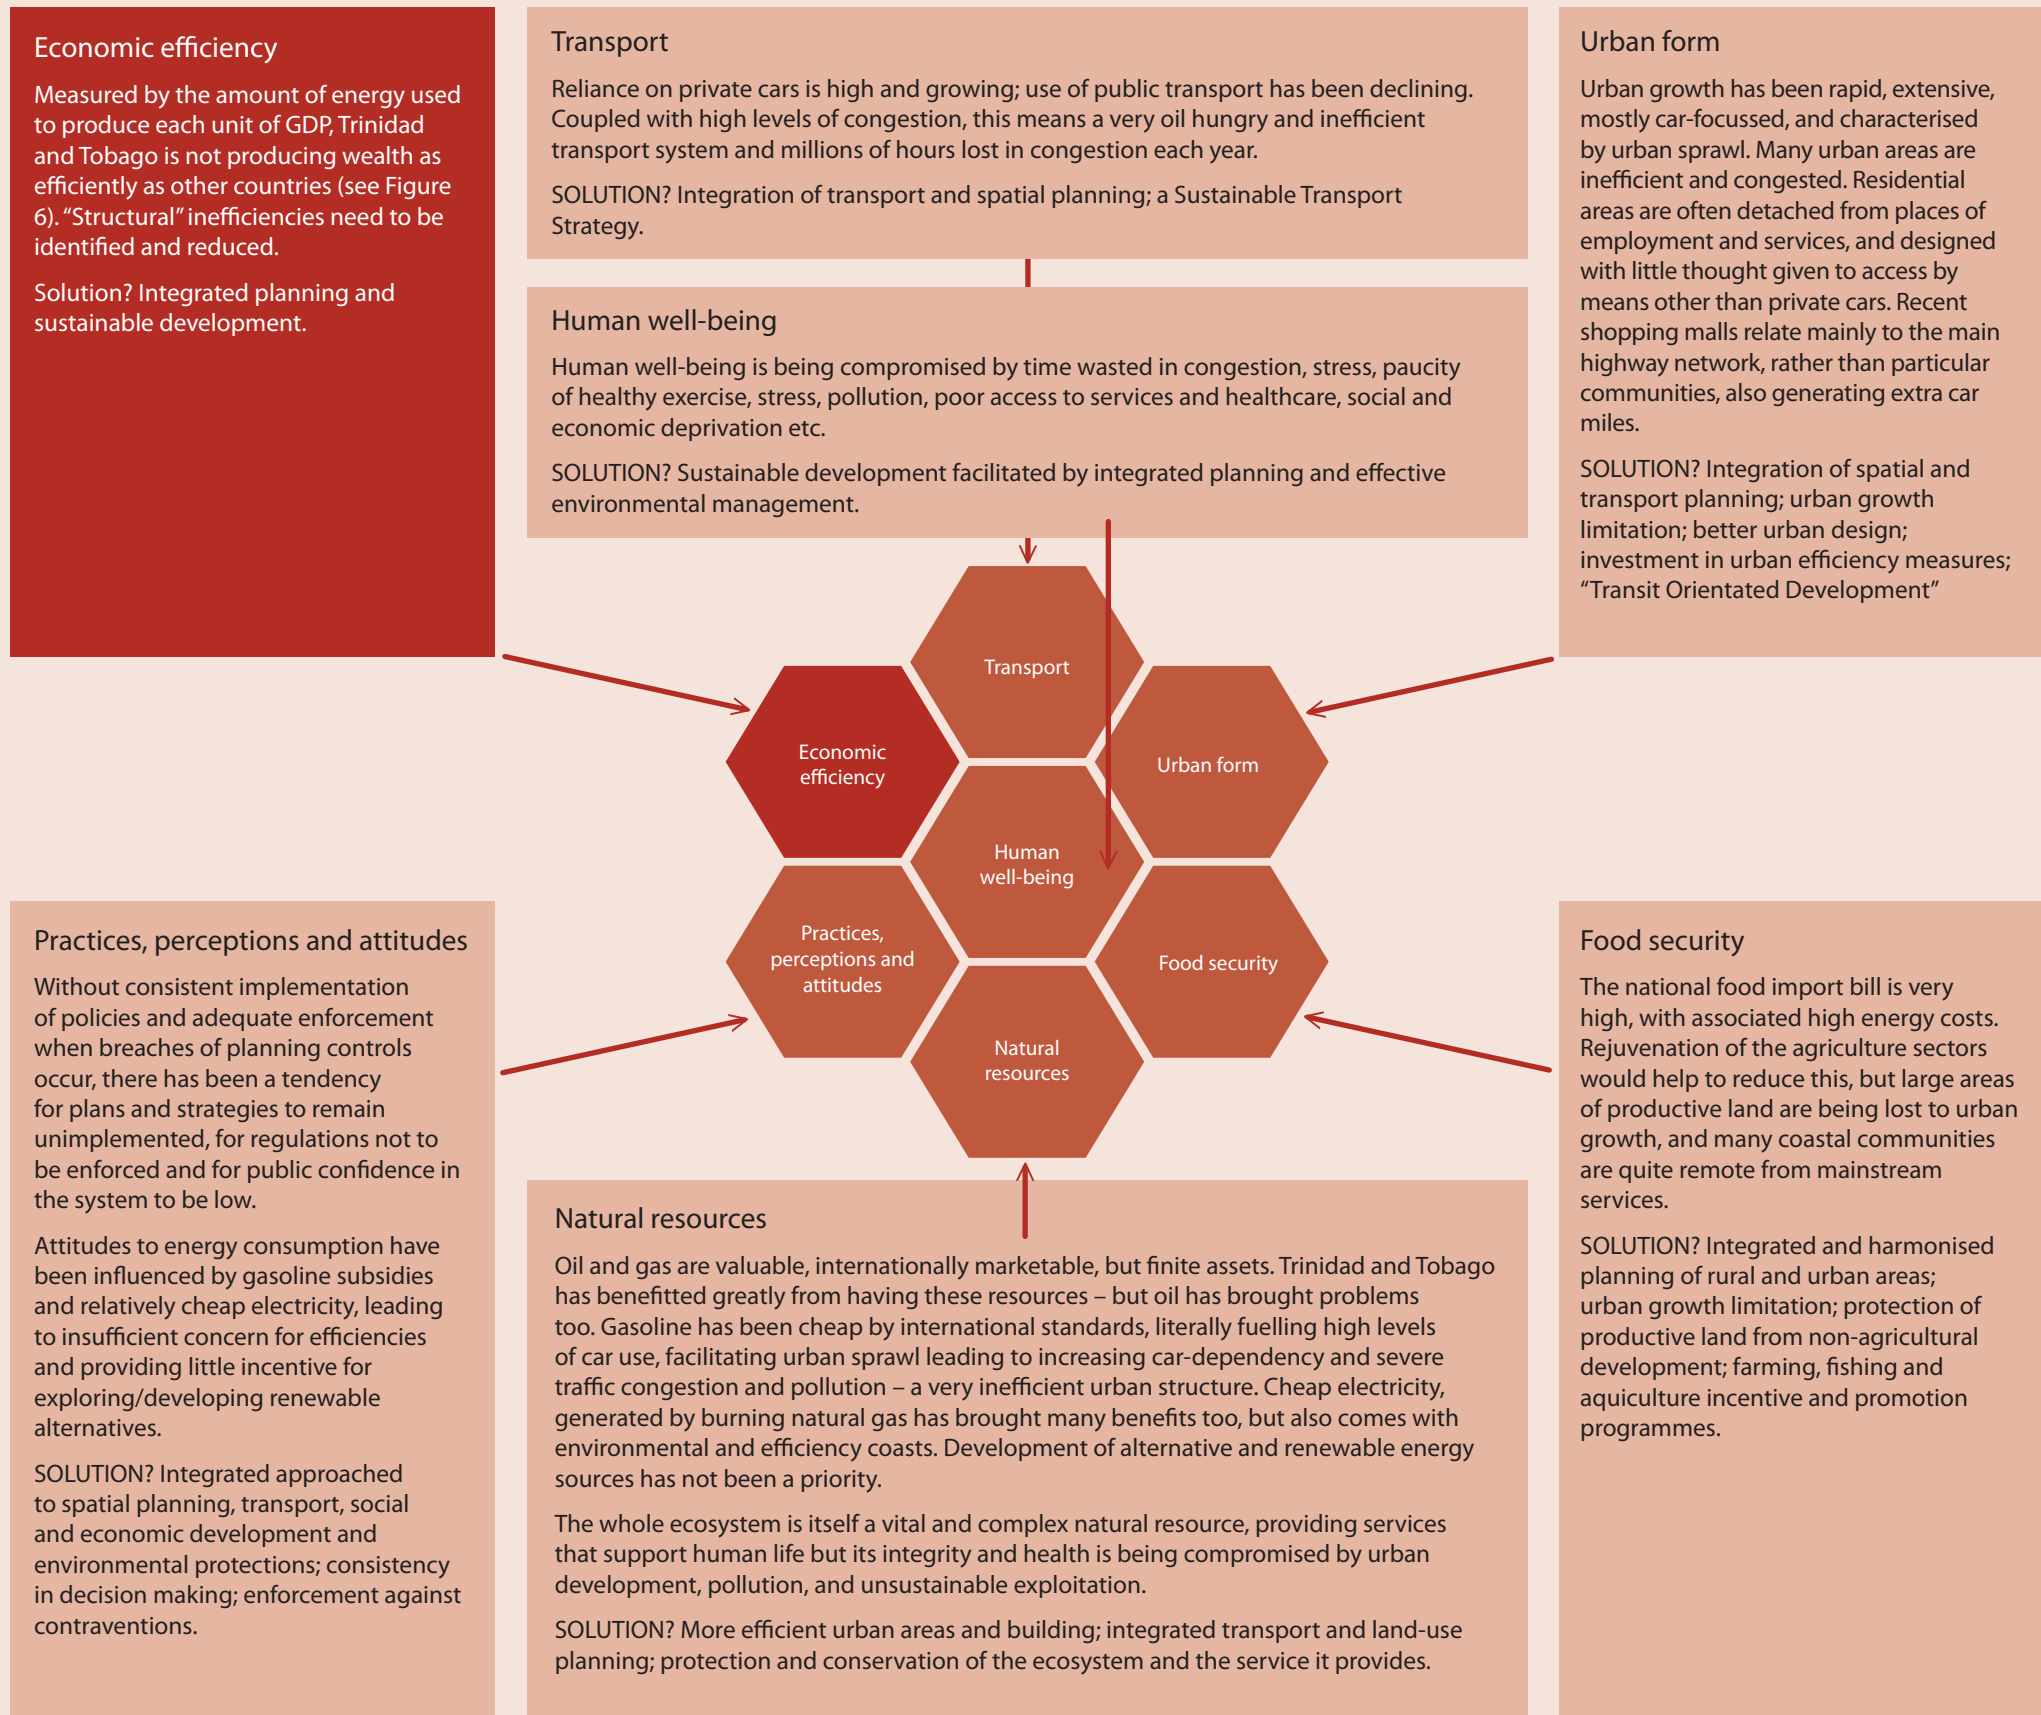 Economic efficiency
Measured by the amount of energy used
to produce each unit of GDP, Trinidad
and Tobago is not producing wealth as
efficiently as other countries (see Figure
6). “Structural” inefficiencies need to be
identified and reduced.
Solution? Integrated planning and
sustainable development.
Transport
Reliance on private cars is high and growing; use of public transport has been declining.
Coupled with high levels of congestion, this means a very oil hungry and inefficient
transport system and millions of hours lost in congestion each year.
SOLUTION? Integration of transport and spatial planning; a Sustainable Transport
Strategy.
Human well-being
Human well-being is being compromised by time wasted in congestion, stress, paucity
of healthy exercise, stress, pollution, poor access to services and healthcare, social and
economic deprivation etc.
SOLUTION? Sustainable development facilitated by integrated planning and effective
environmental management.
Urban form
Urban growth has been rapid, extensive,
mostly car-focussed, and characterised
by urban sprawl. Many urban areas are
inefficient and congested. Residential
areas are often detached from places of
employment and services, and designed
with little thought given to access by
means other than private cars. Recent
shopping malls relate mainly to the main
highway network, rather than particular
communities, also generating extra car
miles.
SOLUTION? Integration of spatial and
transport planning; urban growth
limitation; better urban design;
investment in urban efficiency measures;
“Transit Orientated Development”
Transport
Economic
efficiency
Urban form
Human
well-being
Practices,
perceptions and
attitudes
Food security
Natural
resources
Practices, perceptions and attitudes
Without consistent implementation
of policies and adequate enforcement
when breaches of planning controls
occur, there has been a tendency
for plans and strategies to remain
unimplemented, for regulations not to
be enforced and for public confidence in
the system to be low.
Attitudes to energy consumption have
been influenced by gasoline subsidies
and relatively cheap electricity, leading
to insufficient concern for efficiencies
and providing little incentive for
exploring/developing renewable
alternatives.
SOLUTION? Integrated approached
to spatial planning, transport, social
and economic development and
environmental protections; consistency
in decision making; enforcement against
contraventions.
Natural resources
Oil and gas are valuable, internationally marketable, but finite assets. Trinidad and Tobago
has benefitted greatly from having these resources – but oil has brought problems
too. Gasoline has been cheap by international standards, literally fuelling high levels
of car use, facilitating urban sprawl leading to increasing car-dependency and severe
traffic congestion and pollution – a very inefficient urban structure. Cheap electricity,
generated by burning natural gas has brought many benefits too, but also comes with
environmental and efficiency coasts. Development of alternative and renewable energy
sources has not been a priority.
The whole ecosystem is itself a vital and complex natural resource, providing services
that support human life but its integrity and health is being compromised by urban
development, pollution, and unsustainable exploitation.
SOLUTION? More efficient urban areas and building; integrated transport and land-use
planning; protection and conservation of the ecosystem and the service it provides.
Food security
The national food import bill is very
high, with associated high energy costs.
Rejuvenation of the agriculture sectors
would help to reduce this, but large areas
of productive land are being lost to urban
growth, and many coastal communities
are quite remote from mainstream
services.
SOLUTION? Integrated and harmonised
planning of rural and urban areas;
urban growth limitation; protection of
productive land from non-agricultural
development; farming, fishing and
aquiculture incentive and promotion
programmes.